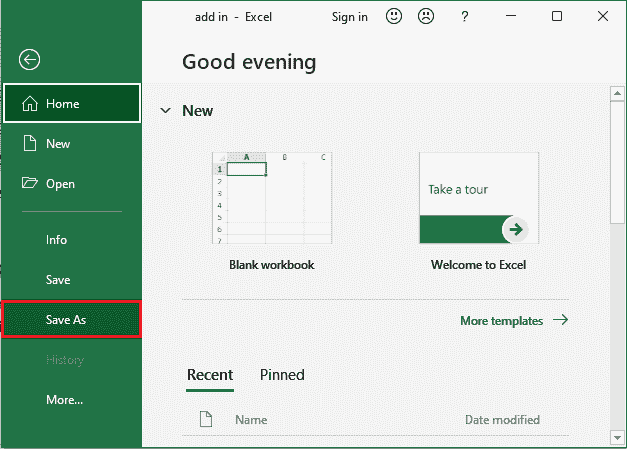 add in - Excel
Sign in
?
Good evening
Home
New
Open
Info
Save
Save As
History
More...
New
A B C
1
2
3
4
5
6
7
Blank workbook
Take a tour
Welcome to Excel
More templates
Recent Pinned
Name Date modified